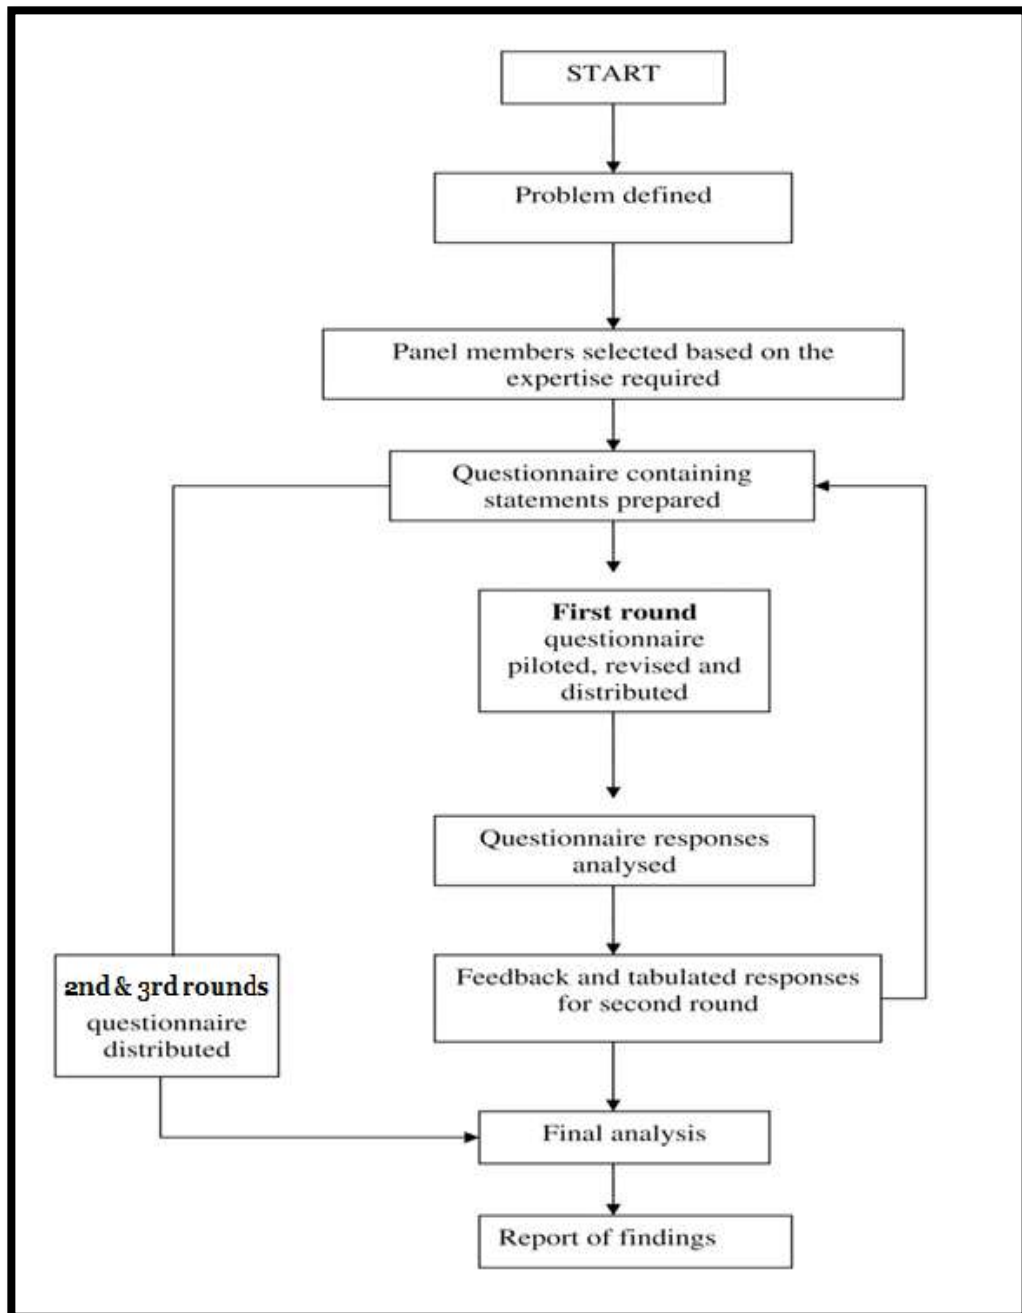 START
Problem defined
Panel members selected based on the
expertise required
Questionnaire containing
statements prepared
First round
questionnaire
piloted, revised and
distributed
Questionnaire responses
analysed
2nd & 3rd rounds
questionnaire
distributed
Feedback and tabulated responses
for second round
Final analysis
Report of findings